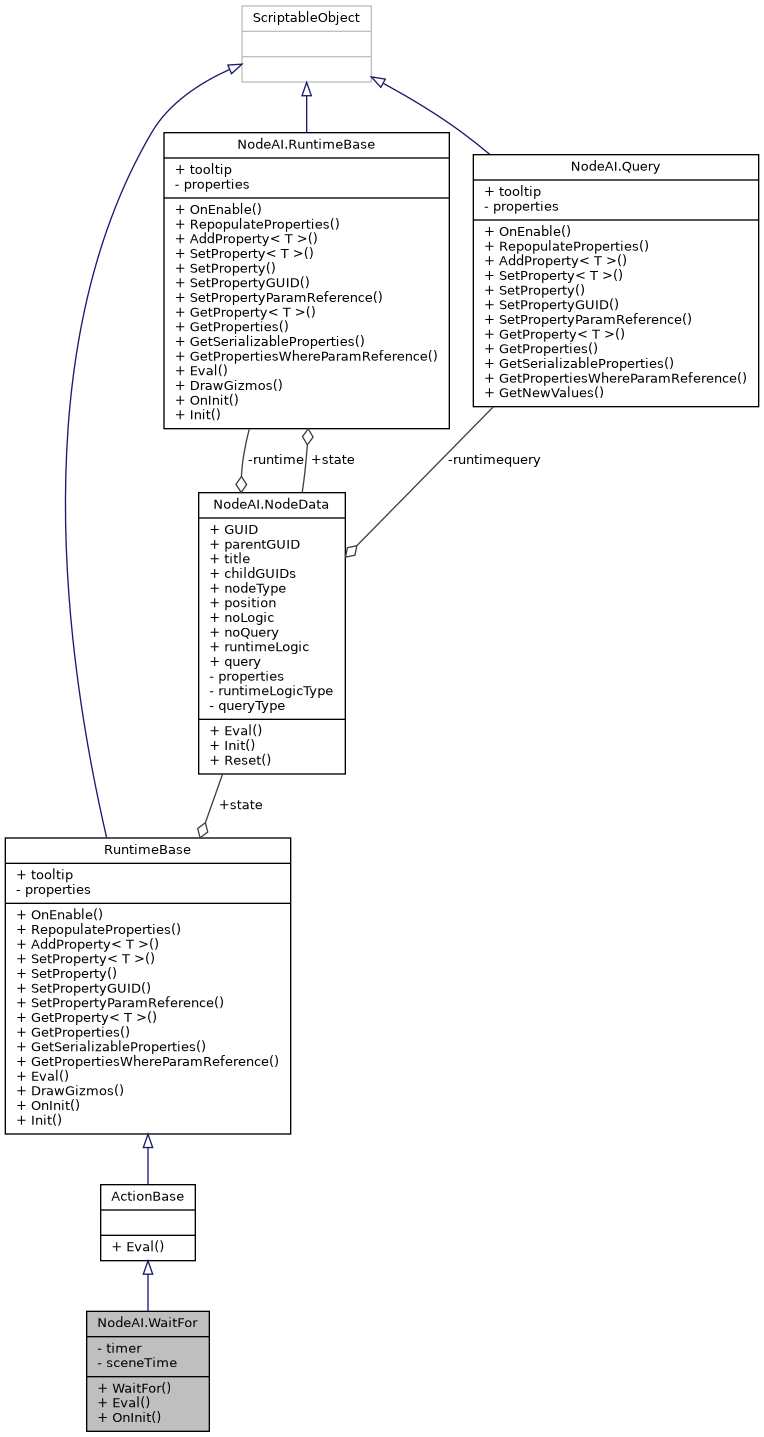 ScriptableObject
NodeAI.RuntimeBase
+ tooltip
- properties
+ OnEnable()
+ RepopulateProperties()
+ AddProperty< T >()
+ SetProperty< T >()
+ SetProperty()
+ SetPropertyGUID()
+ SetPropertyParamReference()
+ GetProperty< T >()
+ GetProperties()
+ GetSerializableProperties()
+ GetPropertiesWhereParamReference()
+ Eval()
+ DrawGizmos()
+ OnInit()
+ Init()
NodeAI.Query
+ tooltip
- properties
+ OnEnable()
+ RepopulateProperties()
+ AddProperty< T >()
+ SetProperty< T >()
+ SetProperty()
+ SetPropertyGUID()
+ SetPropertyParamReference()
+ GetProperty< T >()
+ GetProperties()
+ GetSerializableProperties()
+ GetPropertiesWhereParamReference()
+ GetNewValues()
-runtime
+state
-runtimequery
NodeAI.NodeData
+ GUID
+ parentGUID
+ title
+ childGUIDs
+ nodeType
+ position
+ noLogic
+ noQuery
+ runtimeLogic
+ query
- properties
- runtimeLogicType
- queryType
+ Eval()
+ Init()
+ Reset()
+state
RuntimeBase
+ tooltip
- properties
+ OnEnable()
+ RepopulateProperties()
+ AddProperty< T >()
+ SetProperty< T >()
+ SetProperty()
+ SetPropertyGUID()
+ SetPropertyParamReference()
+ GetProperty< T >()
+ GetProperties()
+ GetSerializableProperties()
+ GetPropertiesWhereParamReference()
+ Eval()
+ DrawGizmos()
+ OnInit()
+ Init()
ActionBase
+ Eval()
NodeAI.WaitFor
- timer
- sceneTime
+ WaitFor()
+ Eval()
+ OnInit()